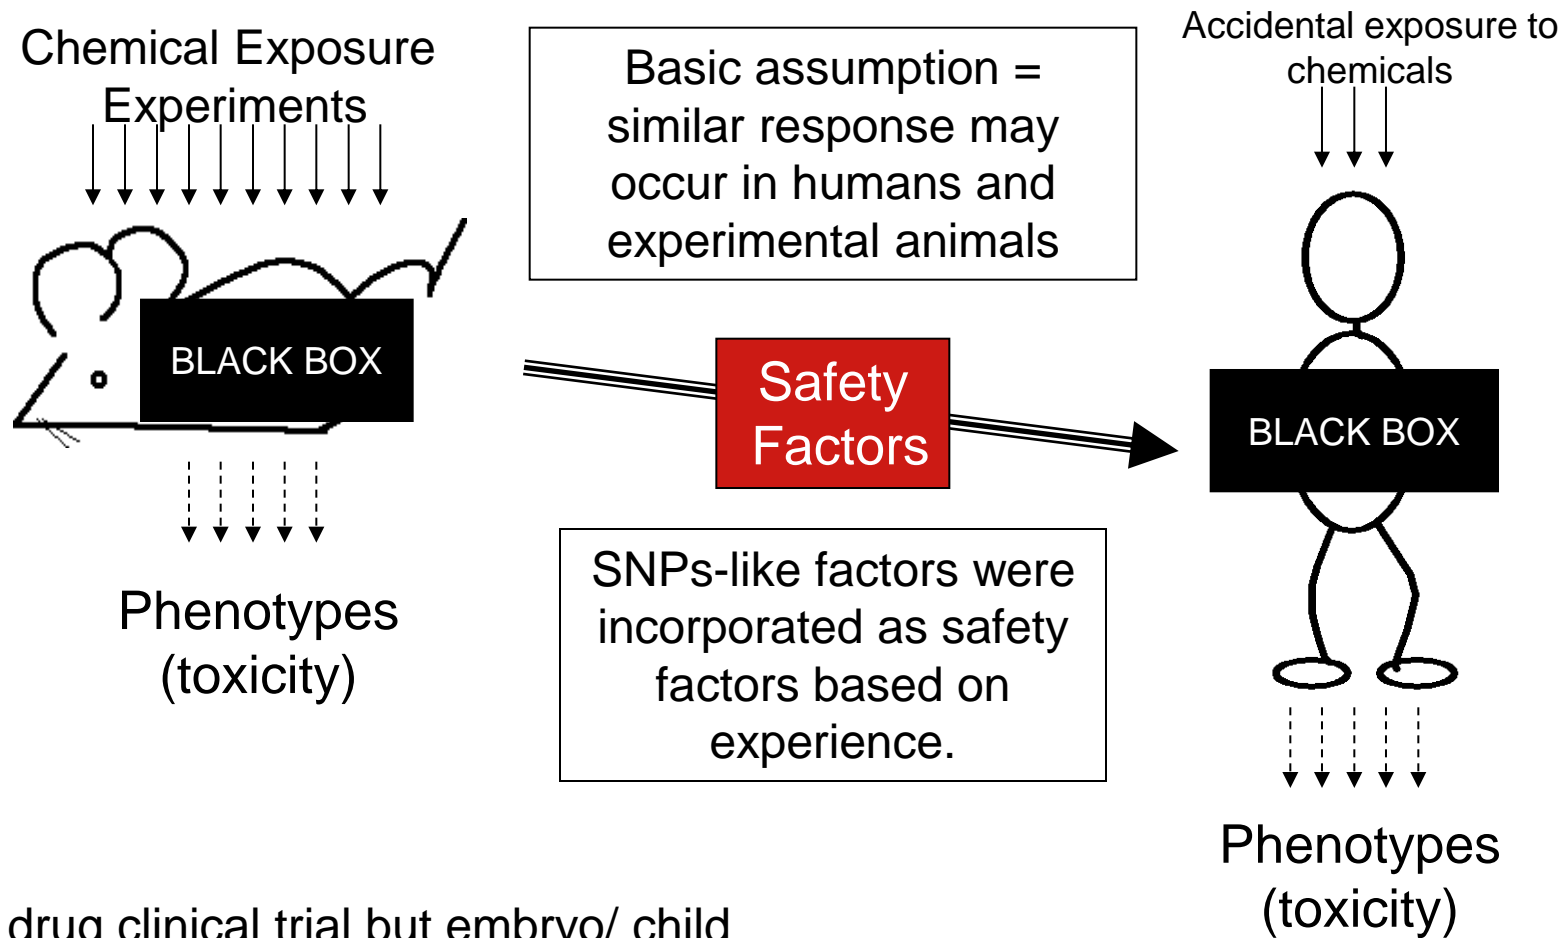 Chemical Exposure
Experiments
BLACK BOX
Phenotypes
(toxicity)
Basic assumption =
similar response may
occur in humans and
experimental animals
Safety
Factors
SNPs-like factors were
incorporated as safety
factors based on
experience.
Accidental exposure to
chemicals
BLACK BOX
Phenotypes
(toxicity)
drug clinical trial but embryo/ child